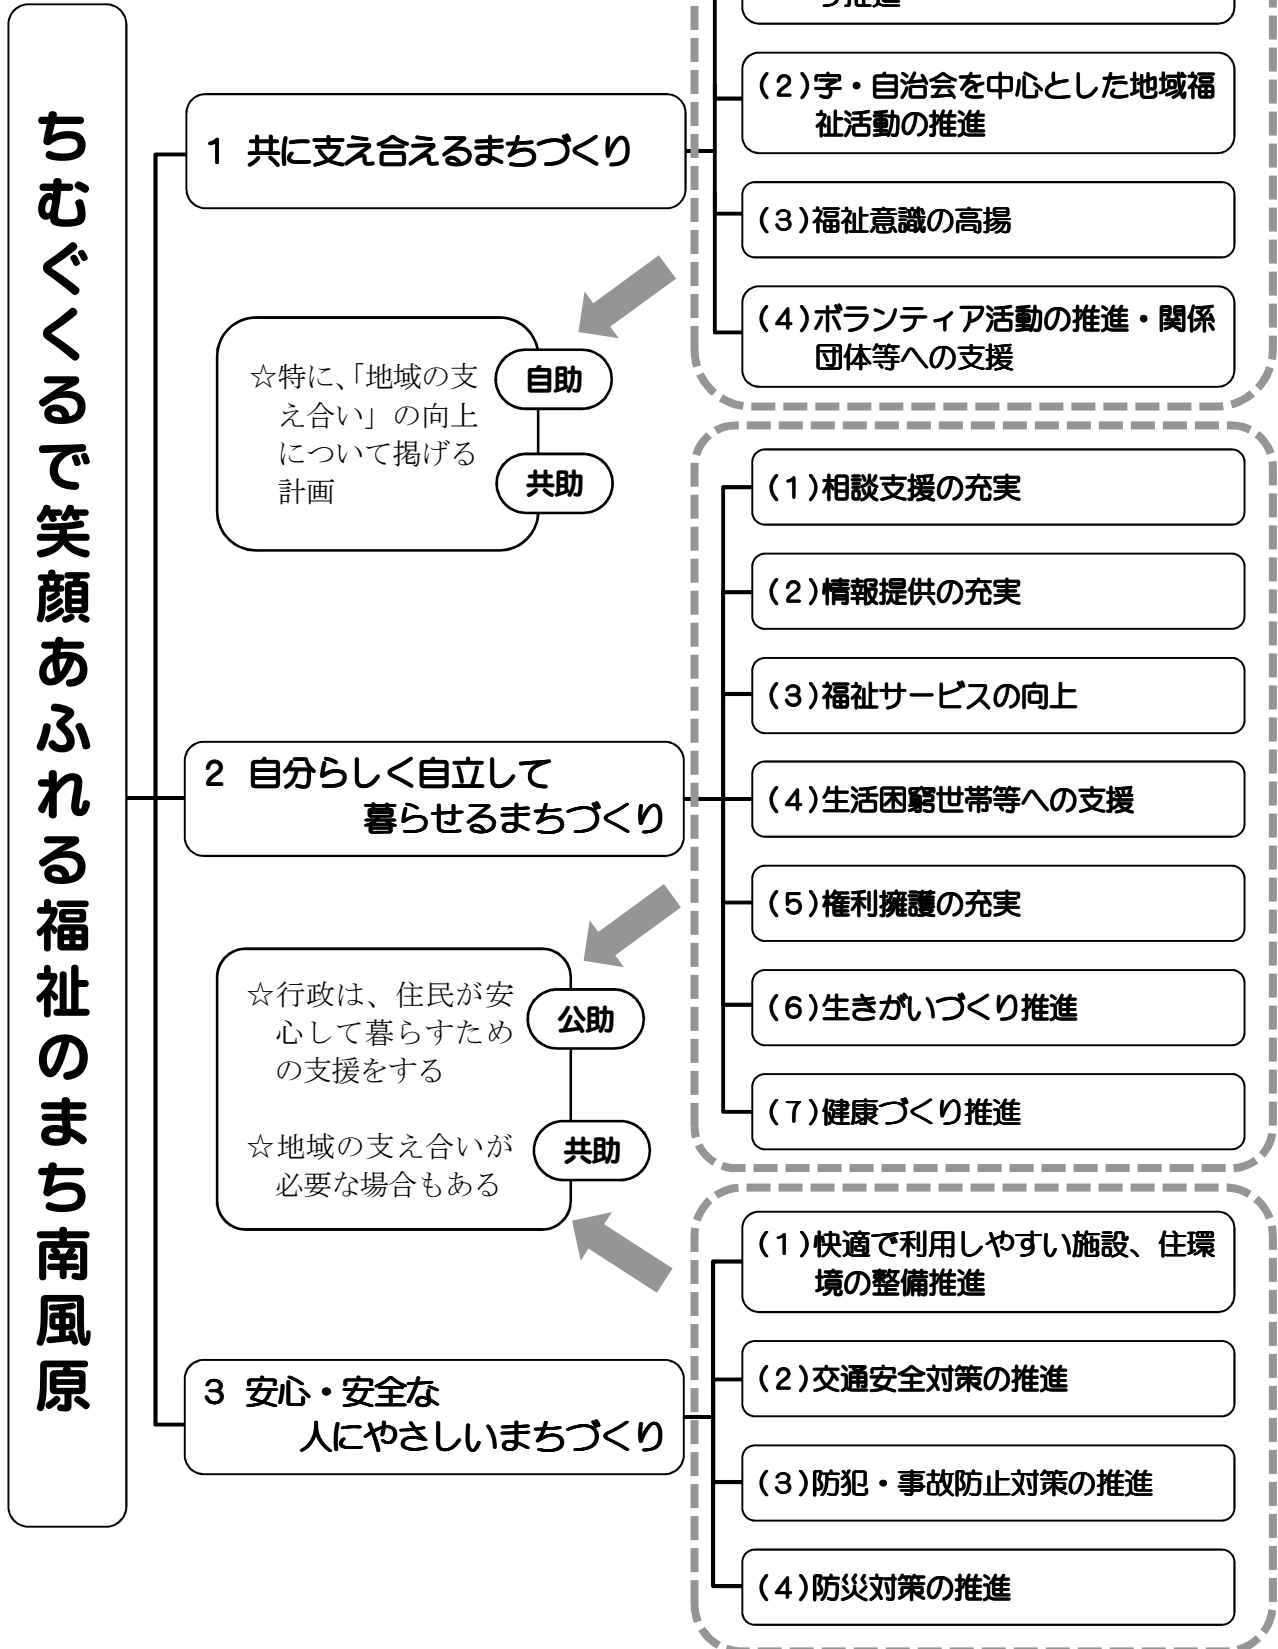 ちむぐくるで笑顔あふれる福祉のまち南風原
1 共に支え合えるまちづくり
り推進
(2)字・自治会を中心とした地域福
祉活動の推進
(3)福祉意識の高揚
(4)ボランティア活動の推進・関係
団体等への支援
☆特に、「地域の支
え合い」の向上
について掲げる
計画
自助
共助
2 自分らしく自立して
暮らせるまちづくり
(1)相談支援の充実
(2)情報提供の充実
(3)福祉サービスの向上
(4)生活困窮世帯等への支援
(5)権利擁護の充実
(6)生きがいづくり推進
(7)健康づくり推進
☆行政は、住民が安
心して暮らすため
の支援をする
☆地域の支え合いが
必要な場合もある
公助
共助
3 安心・安全な
人にやさしいまちづくり
(1)快適で利用しやすい施設、住環
境の整備推進
(2)交通安全対策の推進
(3)防犯・事故防止対策の推進
(4)防災対策の推進